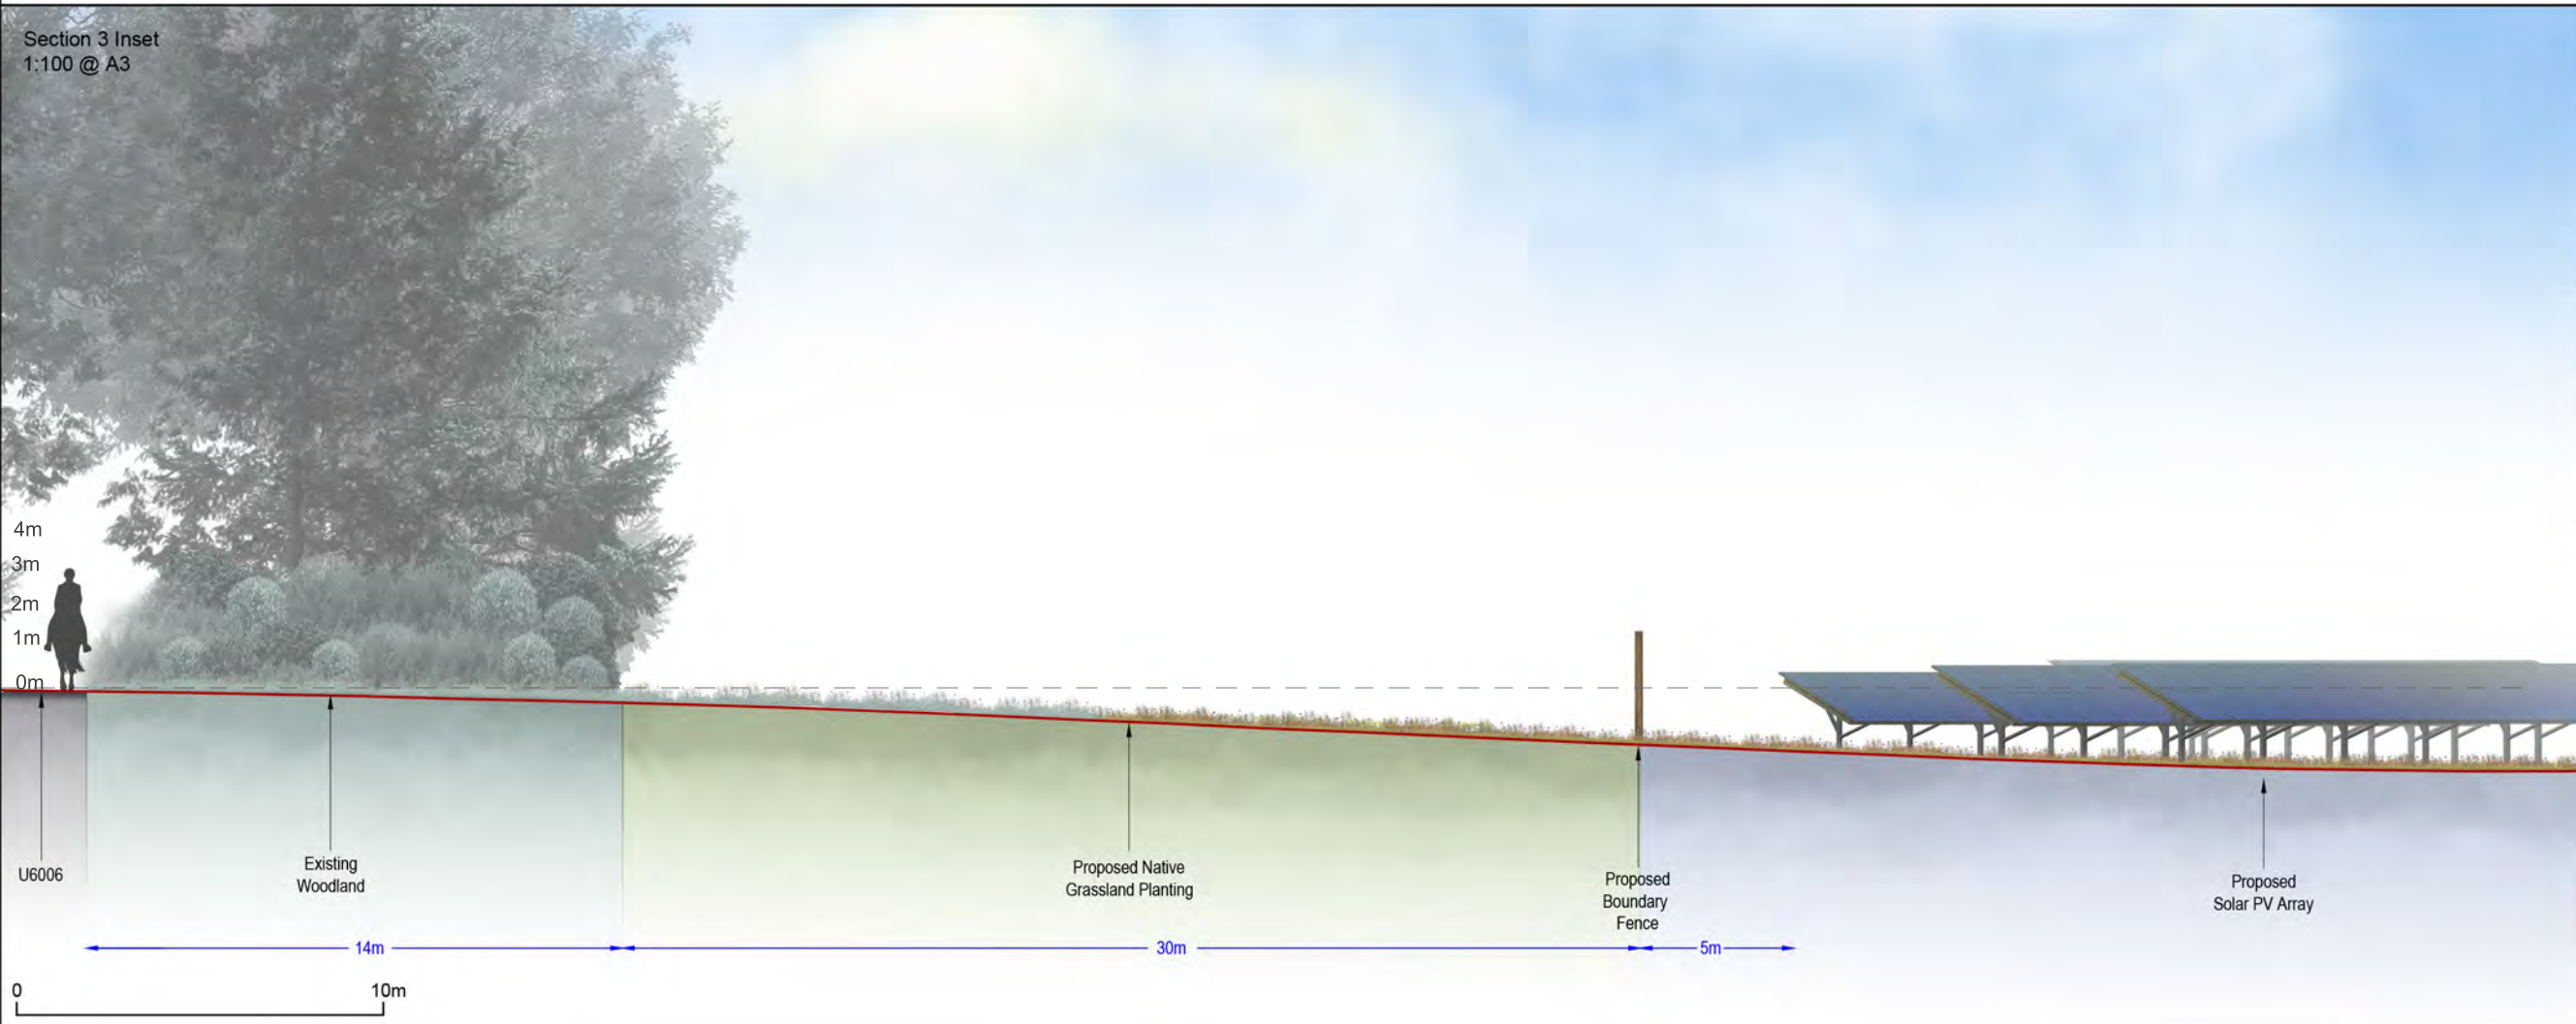 Section 3 Inset
1:100 @ A3
4m
3m
2m
1m
0m
U6006
Existing
Woodland
Proposed Native
Grassland Planting
Proposed
Boundary
Fence
Proposed
Solar PV Array
14m
30m
5m
0
10m